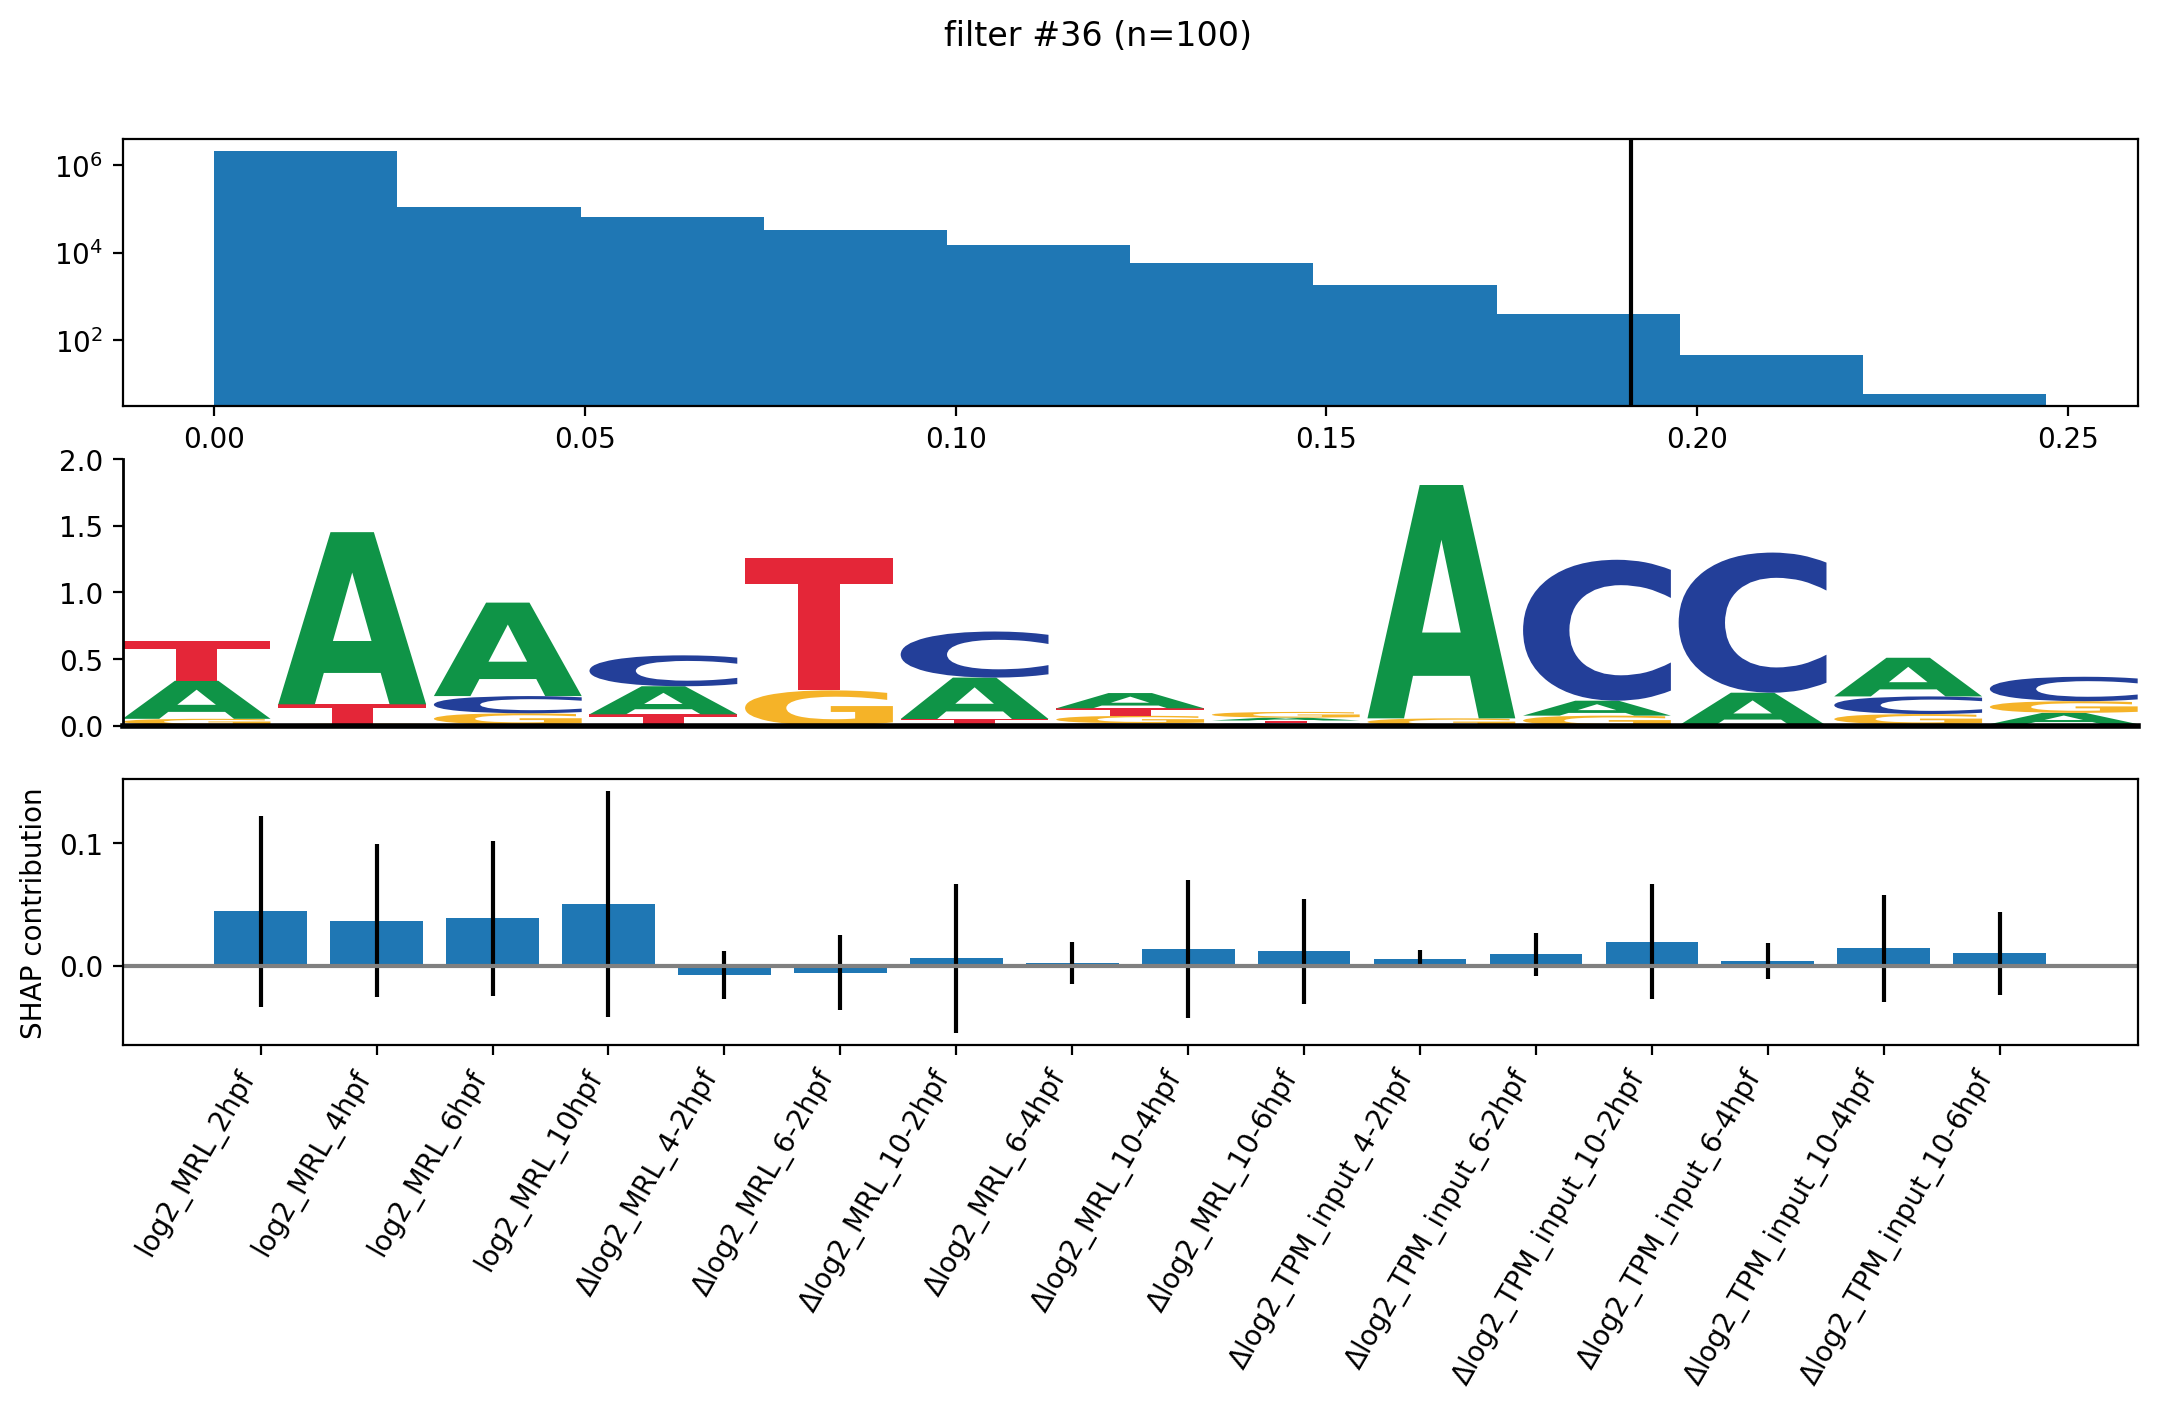 filter #36 (n=100)
10^6
10^4
10^2
0.00 0.05 0.10 0.15 0.20 0.25
2.0
1.5
1.0
0.5
0.0
T A A C T C A G A C C A C
A T C A G A T A G A A C G
G G T T G T G G G A
SHAP contribution
0.1
0.0
log2_MRL_2hpf
log2_MRL_4hpf
log2_MRL_6hpf
log2_MRL_10hpf
Δlog2_MRL_4-2hpf
Δlog2_MRL_6-2hpf
Δlog2_MRL_10-2hpf
Δlog2_MRL_6-4hpf
Δlog2_MRL_10-4hpf
Δlog2_MRL_10-6hpf
Δlog2_TPM_input_4-2hpf
Δlog2_TPM_input_6-2hpf
Δlog2_TPM_input_10-2hpf
Δlog2_TPM_input_6-4hpf
Δlog2_TPM_input_10-4hpf
Δlog2_TPM_input_10-6hpf